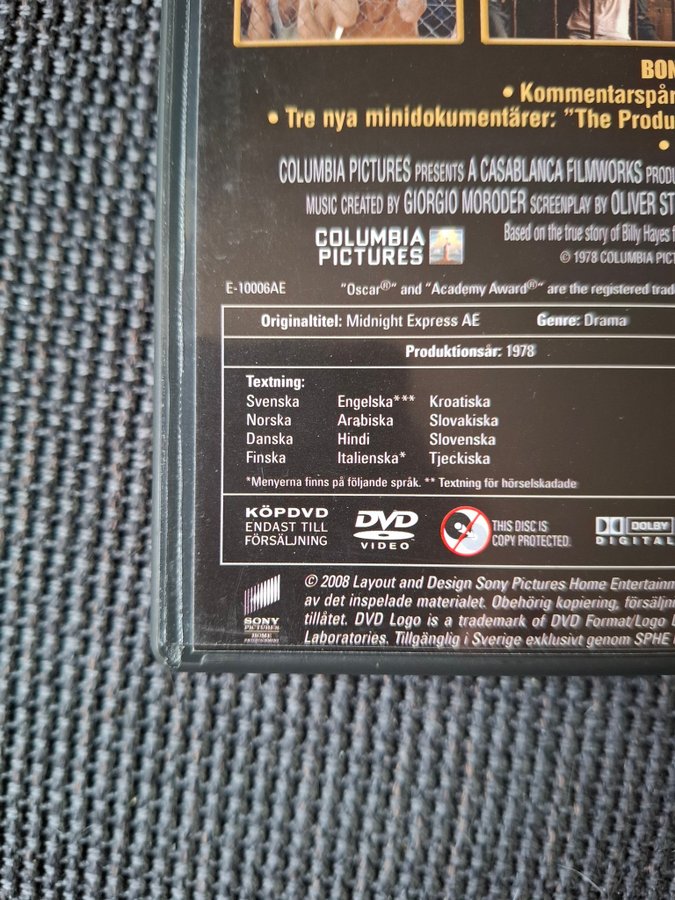 BON
• Kommentarspår
• Tre nya minidokumentärer: "The Produ
•
COLUMBIA PICTURES PRESENTS A CASABLANCA FILMWORKS PRODU
MUSIC CREATED BY GIORGIO MORODER SCREENPLAY BY OLIVER ST
COLUMBIA
PICTURES
Based on the true story of Billy Hayes f
© 1978 COLUMBIA PICT
E-10006AE
"Oscar®" and "Academy Award®" are the registered trade
Originaltitel: Midnight Express AE Genre: Drama
Produktionsår: 1978
Textning:
Svenska Engelska*** Kroatiska
Norska Arabiska Slovakiska
Danska Hindi Slovenska
Finska Italienska* Tjeckiska
*Menyerna finns på följande språk. ** Textning för hörselskadade
KÖPDVD
ENDAST TILL
FÖRSÄLJNING
DVD
VIDEO
THIS DISC IS
COPY PROTECTED.
DOLBY
DIGITAL
SONY
PICTURES
HOME
ENTERTAINMENT
© 2008 Layout and Design Sony Pictures Home Entertainm
av det inspelade materialet. Obehörig kopiering, försäljn
tillåtet. DVD Logo is a trademark of DVD Format/Logo L
Laboratories. Tillgänglig i Sverige exklusivt genom SPHE